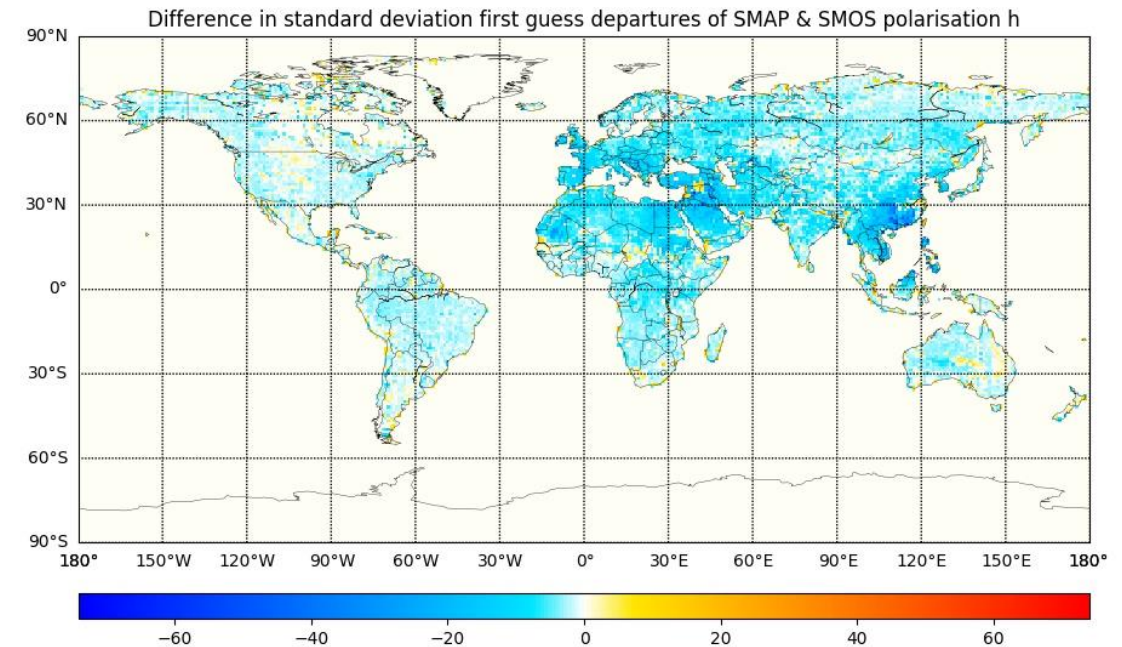 Difference in standard deviation first guess departures of SMAP & SMOS polarisation h
90°N
60°N
30°N
0°
30°S
60°S
90°S
180° 150°W 120°W 90°W 60°W 30°W 0° 30°E 60°E 90°E 120°E 150°E 180°
−60 −40 −20 0 20 40 60